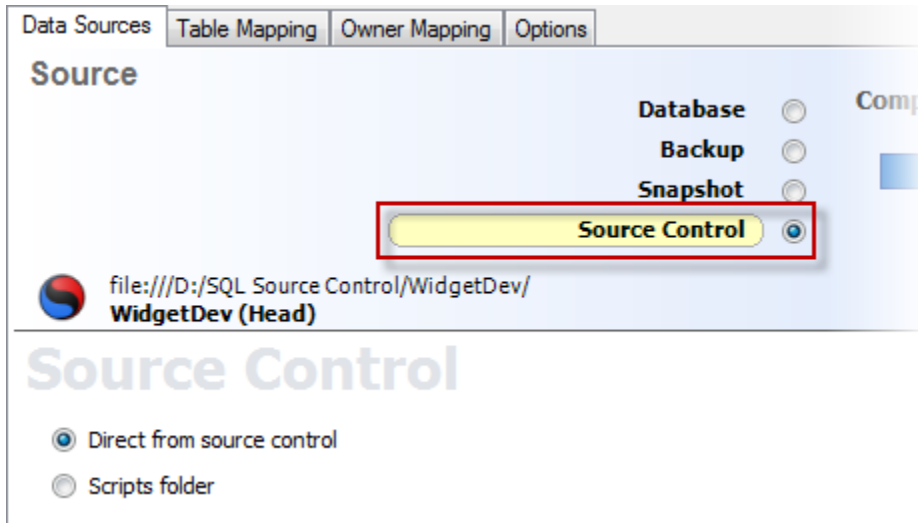 Data Sources
Table Mapping
Owner Mapping
Options
Source
Database
Backup
Snapshot
Source Control
file:///D:/SQL Source Control/WidgetDev/
WidgetDev (Head)
Source Control
Direct from source control
Scripts folder